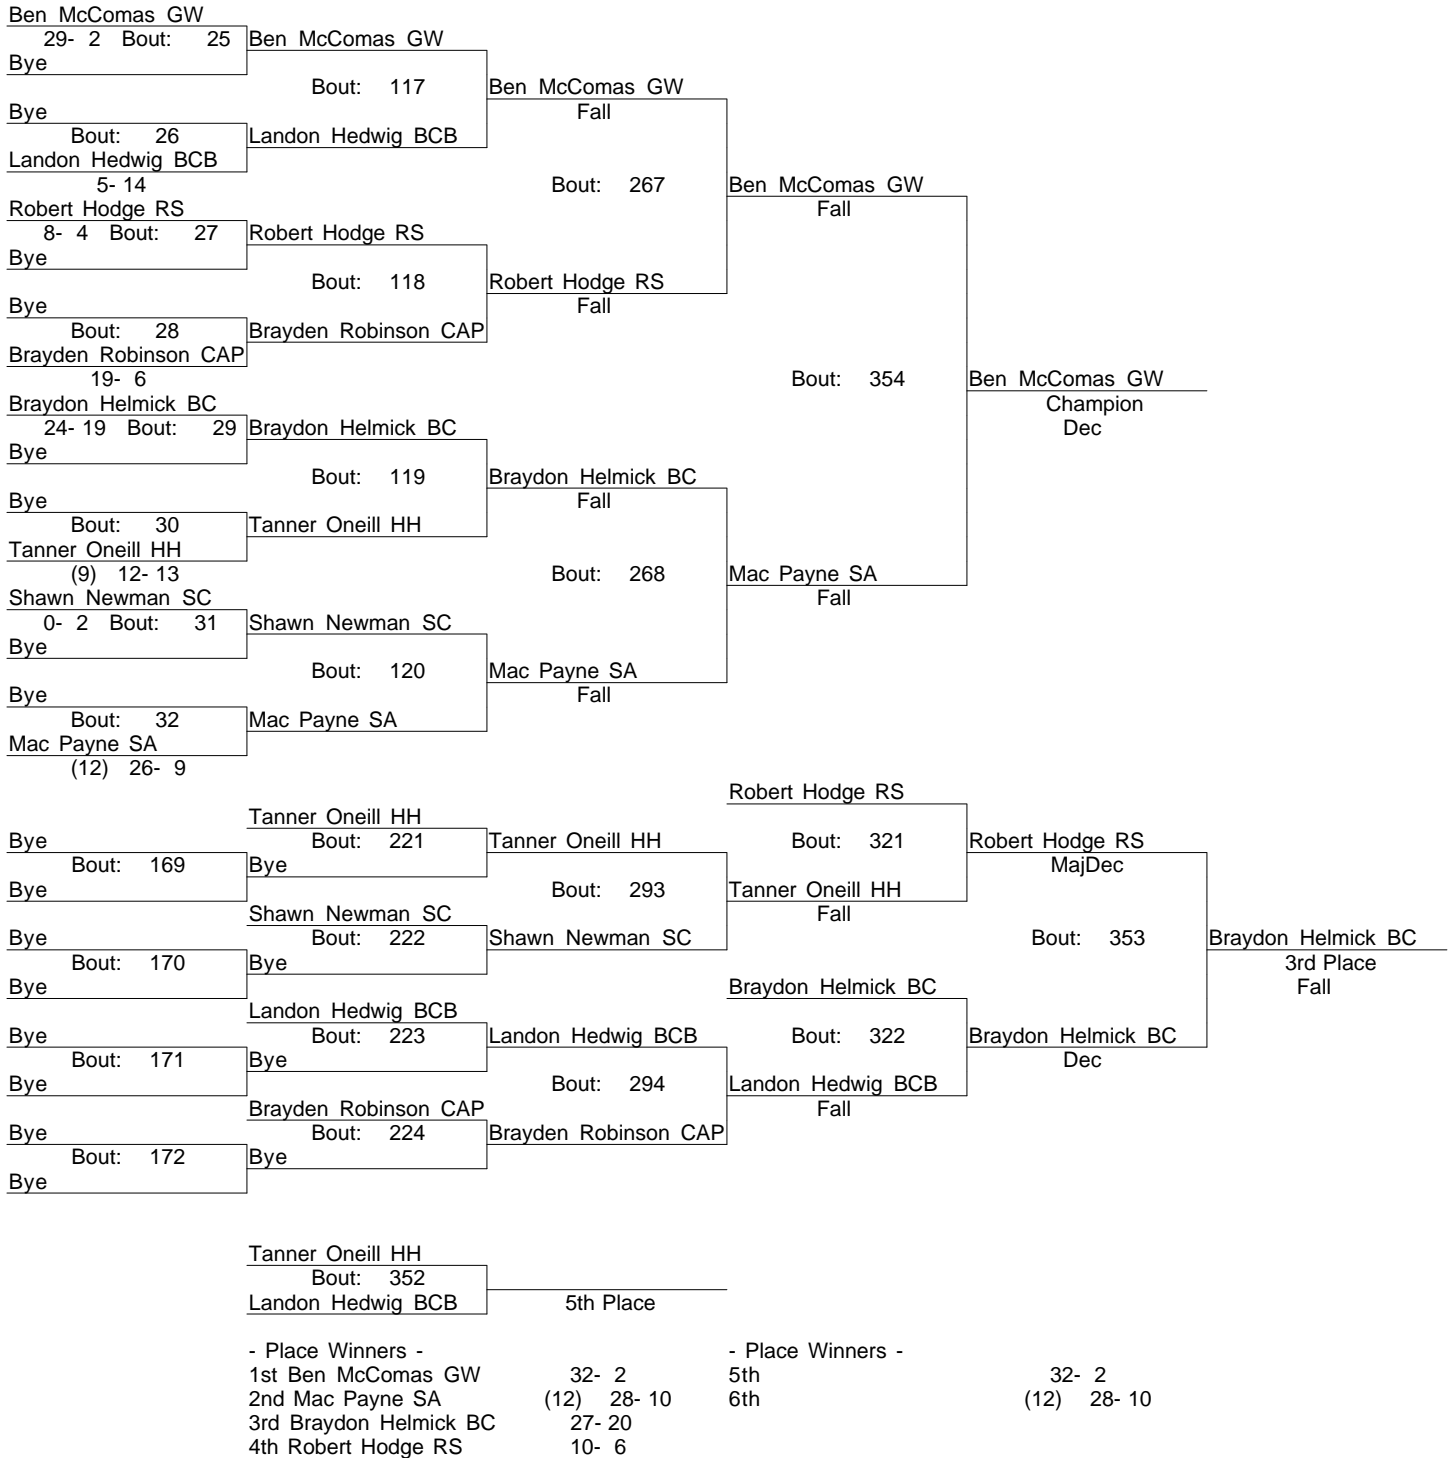 Ben McComas GW
29- 2 Bout: 25 Ben McComas GW
Bye
Bout: 117 Ben McComas GW
Bye Fall
Bout: 26 Landon Hedwig BCB
Landon Hedwig BCB
5- 14 Bout: 267 Ben McComas GW
Robert Hodge RS Fall
8- 4 Bout: 27 Robert Hodge RS
Bye
Bout: 118 Robert Hodge RS
Bye Fall
Bout: 28 Brayden Robinson CAP
Brayden Robinson CAP
19- 6 Bout: 354 Ben McComas GW
Braydon Helmick BC Champion
24- 19 Bout: 29 Braydon Helmick BC Dec
Bye
Bout: 119 Braydon Helmick BC
Bye Fall
Bout: 30 Tanner Oneill HH
Tanner Oneill HH
(9) 12- 13 Bout: 268 Mac Payne SA
Shawn Newman SC Fall
0- 2 Bout: 31 Shawn Newman SC
Bye
Bout: 120 Mac Payne SA
Bye Fall
Bout: 32 Mac Payne SA
Mac Payne SA
(12) 26- 9
Robert Hodge RS
Tanner Oneill HH
Bye Bout: 221 Tanner Oneill HH Bout: 321 Robert Hodge RS
Bout: 169 Bye MajDec
Bye Bout: 293 Tanner Oneill HH
Shawn Newman SC Fall
Bye Bout: 222 Shawn Newman SC Bout: 353 Braydon Helmick BC
Bout: 170 Bye 3rd Place
Bye Braydon Helmick BC Fall
Landon Hedwig BCB
Bye Bout: 223 Landon Hedwig BCB Bout: 322 Braydon Helmick BC
Bout: 171 Bye Dec
Bye Bout: 294 Landon Hedwig BCB
Brayden Robinson CAP Fall
Bye Bout: 224 Brayden Robinson CAP
Bout: 172 Bye
Bye
Tanner Oneill HH
Bout: 352
Landon Hedwig BCB 5th Place
- Place Winners - - Place Winners -
1st Ben McComas GW 32- 2 5th 32- 2
2nd Mac Payne SA (12) 28- 10 6th (12) 28- 10
3rd Braydon Helmick BC 27- 20
4th Robert Hodge RS 10- 6